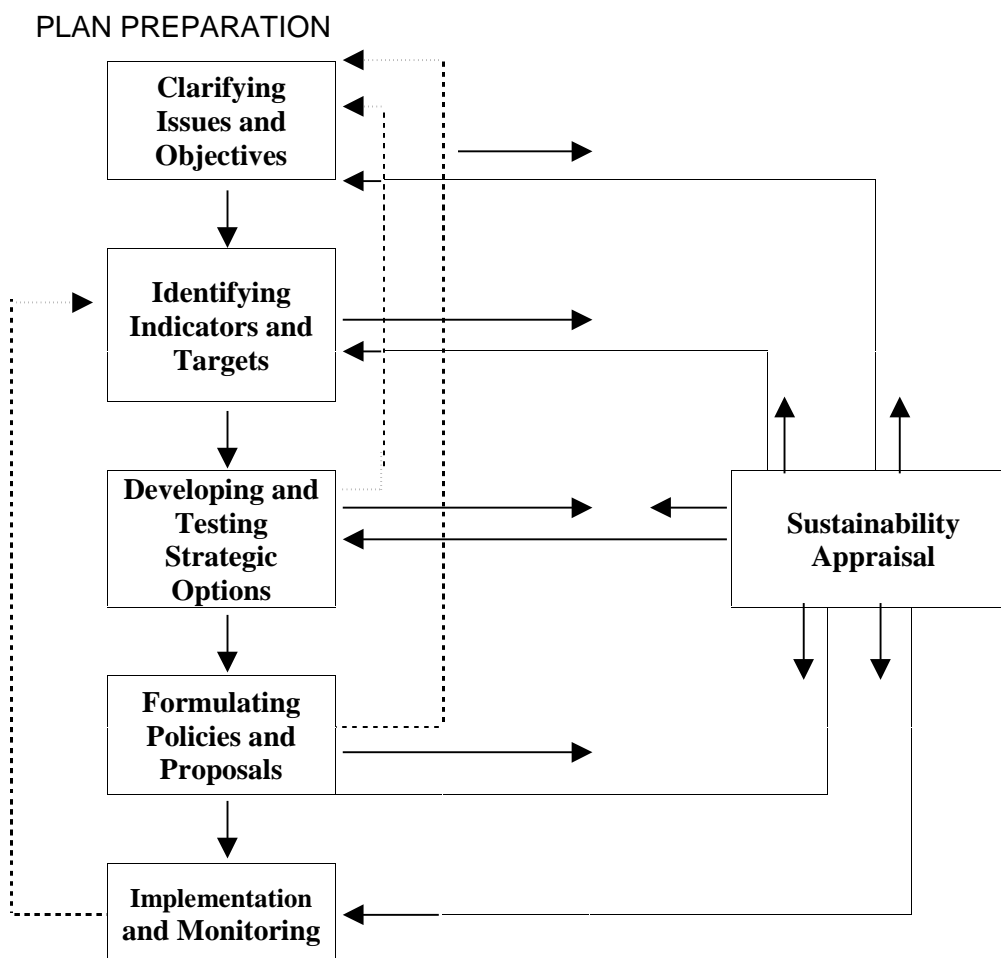 PLAN PREPARATION
Clarifying
Issues and
Objectives
Identifying
Indicators and
Targets
Developing and
Testing
Strategic
Options
Sustainability
Appraisal
Formulating
Policies and
Proposals
Implementation
and Monitoring